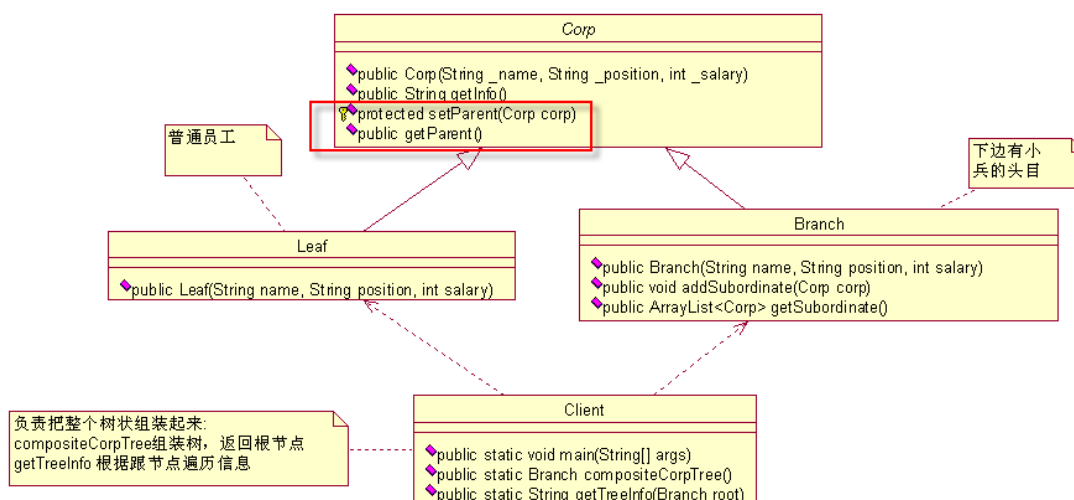 Corp
public Corp(String _name, String _position, int _salary)
public String getInfo()
protected setParent(Corp corp)
public getParent()
普通员工
下边有小
兵的头目
Leaf
public Leaf(String name, String position, int salary)
Branch
public Branch(String name, String position, int salary)
public void addSubordinate(Corp corp)
public ArrayList<Corp> getSubordinate()
负责把整个树状组装起来:
compositeCorpTree组装树，返回根节点
getTreeInfo 根据跟节点遍历信息
Client
public static void main(String[] args)
public static Branch compositeCorpTree()
public static String getTreeInfo(Branch root)